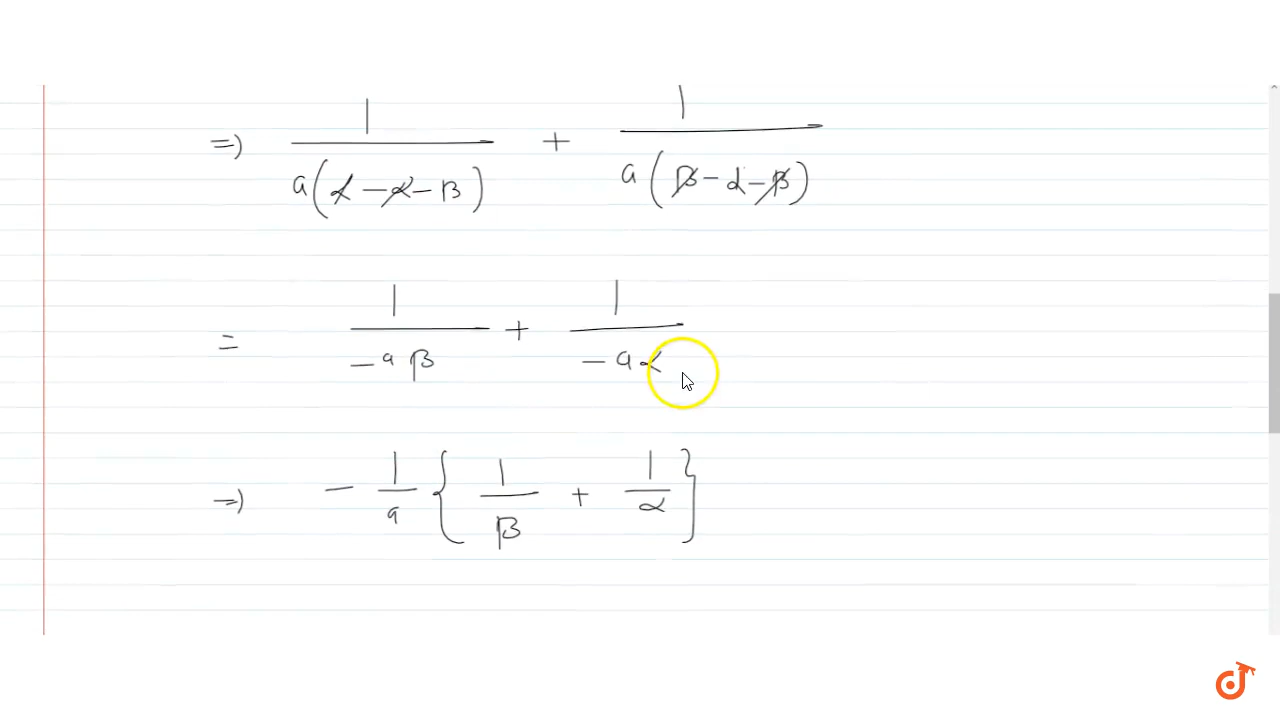 =) 1/a(α – α – β) + 1/a(β – α – β)
= 1/–aβ + 1/–aα
=) – 1/a { 1/β + 1/α }